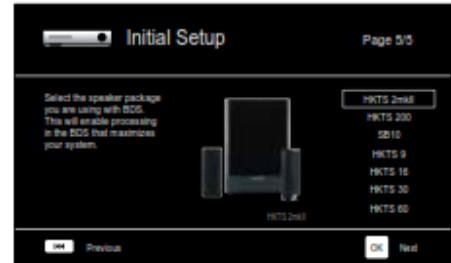 Initial Setup
Page 5/5
Select the speaker package
you are using with BDS.
This will enable processing
in the BDS that maximizes
your system.
HKTS 2mkII
HKTS 2mkII
HKTS 200
SB10
HKTS 9
HKTS 16
HKTS 30
HKTS 60
Previous
OK
Next